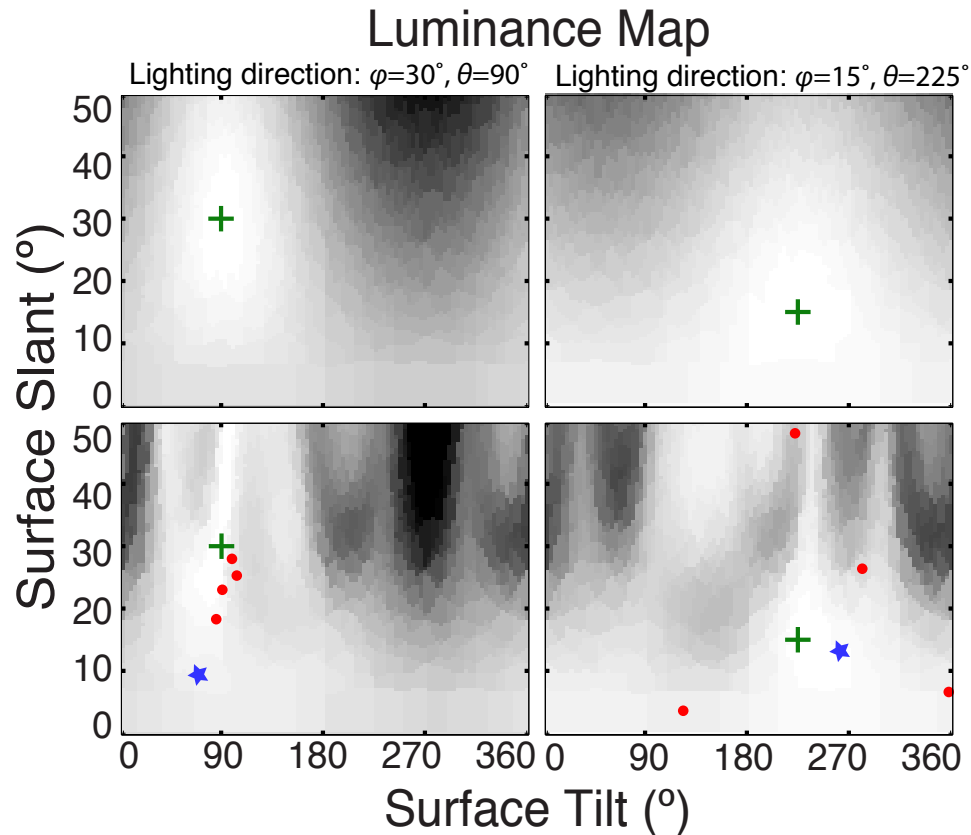 Luminance Map
Lighting direction: φ=30˚, θ=90˚
Lighting direction: φ=15˚, θ=225˚
Surface Slant (º)
50
40
30
20
10
0
50
40
30
20
10
0
0 90 180 270 360
0 90 180 270 360
Surface Tilt (º)